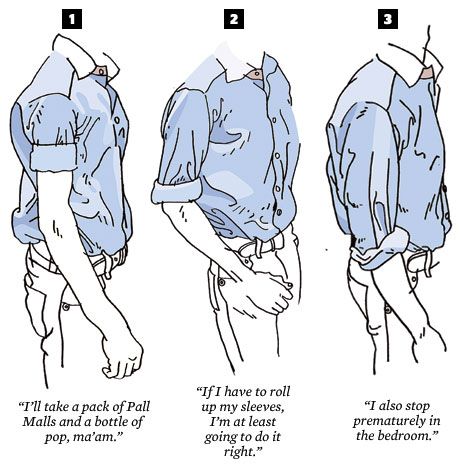 1
2
3
“I’ll take a pack of Pall
Malls and a bottle of
pop, ma’am.”
“If I have to roll
up my sleeves,
I’m at least
going to do it
right.”
“I also stop
prematurely in
the bedroom.”